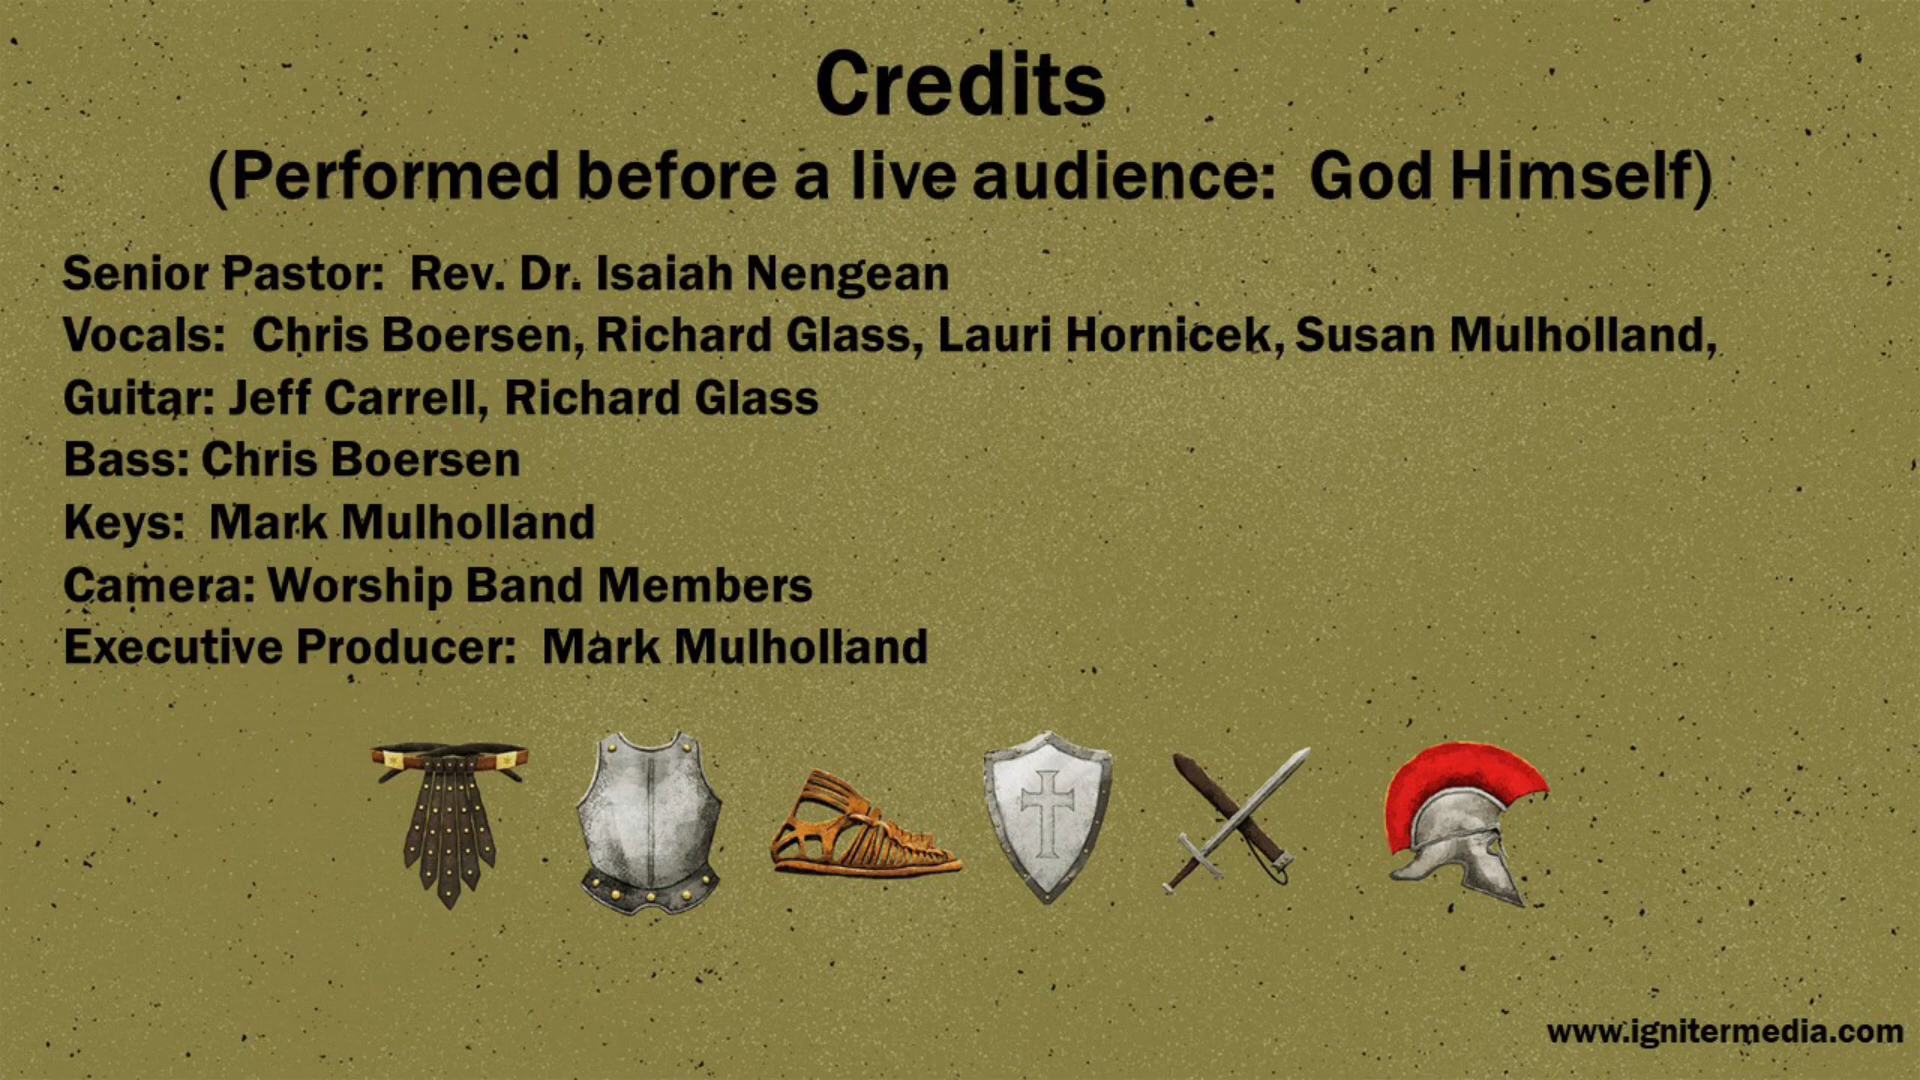 Credits
(Performed before a live audience:  God Himself)
Senior Pastor:  Rev. Dr. Isaiah Nengean
Vocals:  Chris Boersen, Richard Glass, Lauri Hornicek, Susan Mulholland,
Guitar: Jeff Carrell, Richard Glass
Bass: Chris Boersen
Keys:  Mark Mulholland
Camera: Worship Band Members
Executive Producer:  Mark Mulholland
www.ignitermedia.com